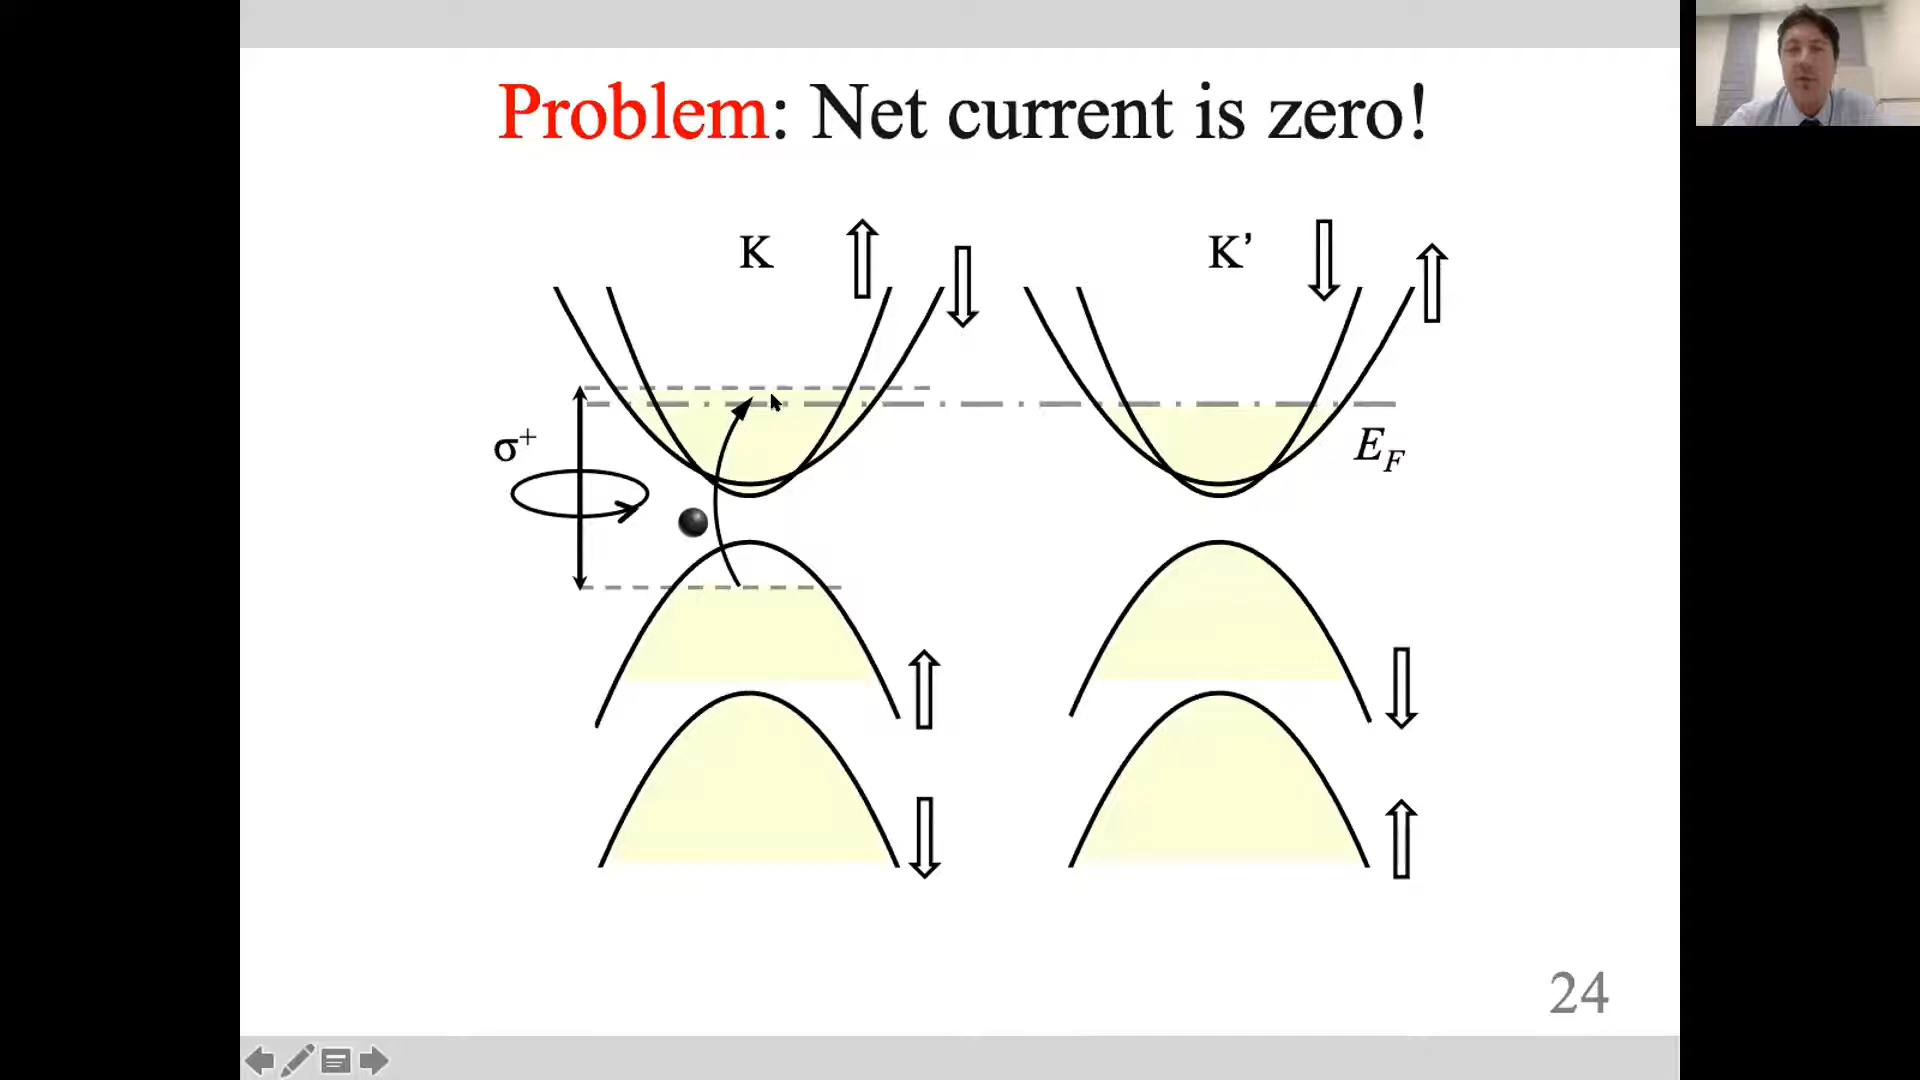 Problem: Net current is zero!
K
K’
σ+
E_F
24